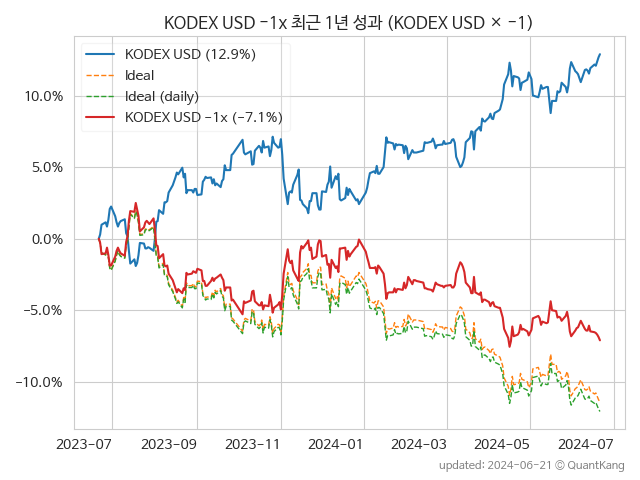 KODEX USD -1x 최근 1년 성과 (KODEX USD × -1)
KODEX USD (12.9%)
Ideal
Ideal (daily)
KODEX USD -1x (-7.1%)
10.0%
5.0%
0.0%
-5.0%
-10.0%
2023-07 2023-09 2023-11 2024-01 2024-03 2024-05 2024-07
updated: 2024-06-21 © QuantKang